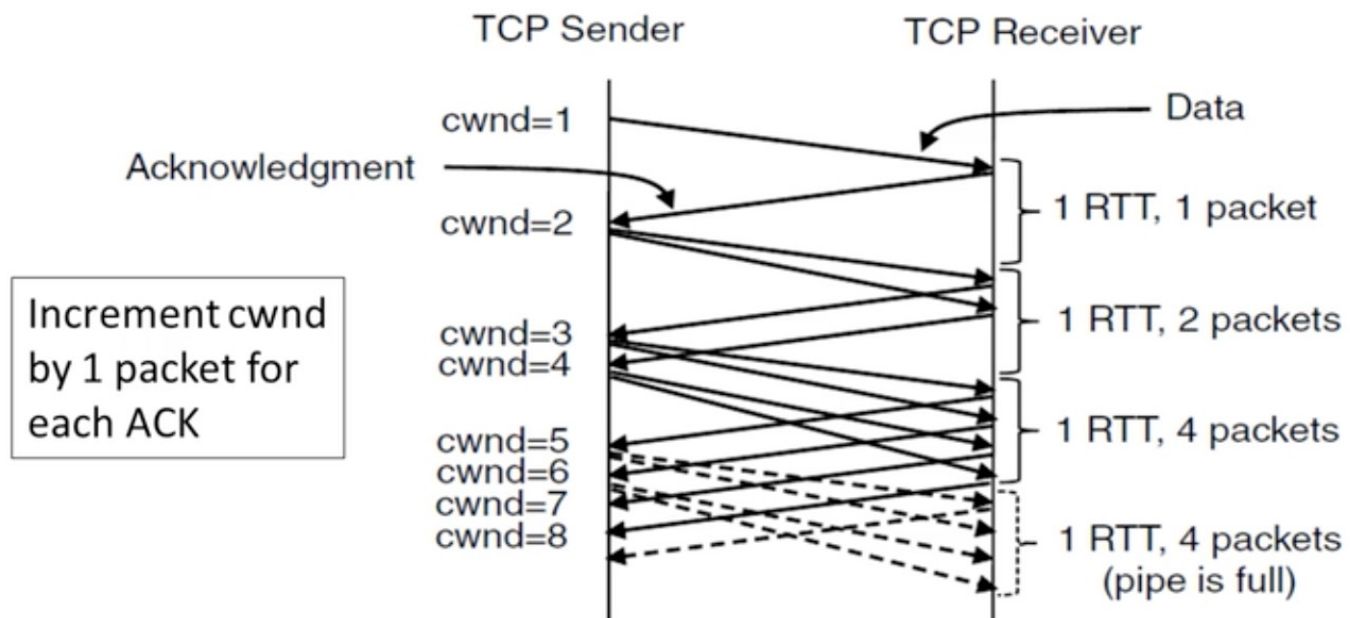 TCP Sender
TCP Receiver
cwnd=1
Data
Acknowledgment
1 RTT, 1 packet
cwnd=2
Increment cwnd
by 1 packet for
each ACK
1 RTT, 2 packets
cwnd=3
cwnd=4
1 RTT, 4 packets
cwnd=5
cwnd=6
cwnd=7
cwnd=8
1 RTT, 4 packets
(pipe is full)